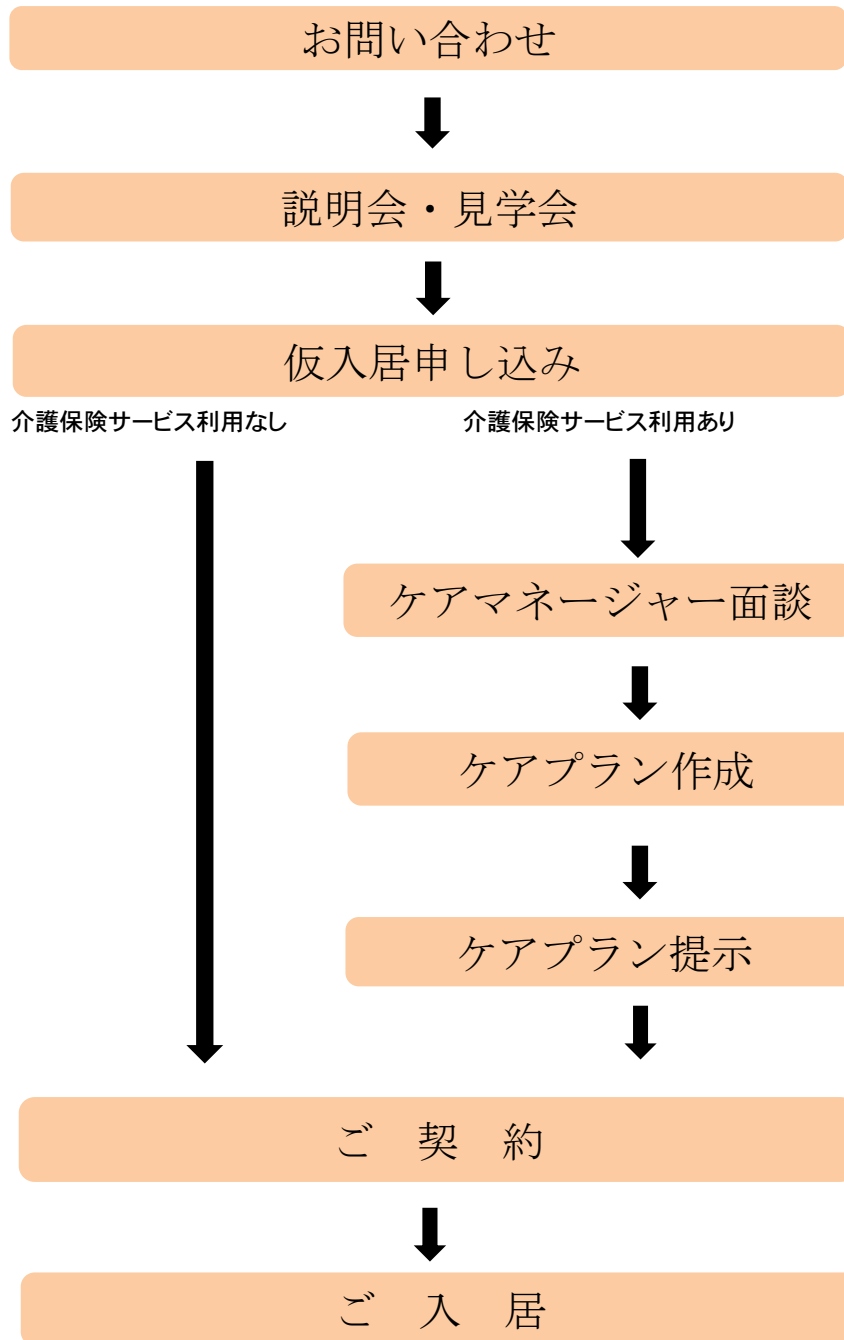 お問い合わせ
説明会・見学会
仮入居申し込み
介護保険サービス利用なし
介護保険サービス利用あり
ケアマネージャー面談
ケアプラン作成
ケアプラン提示
ご　契　約
ご　入　居